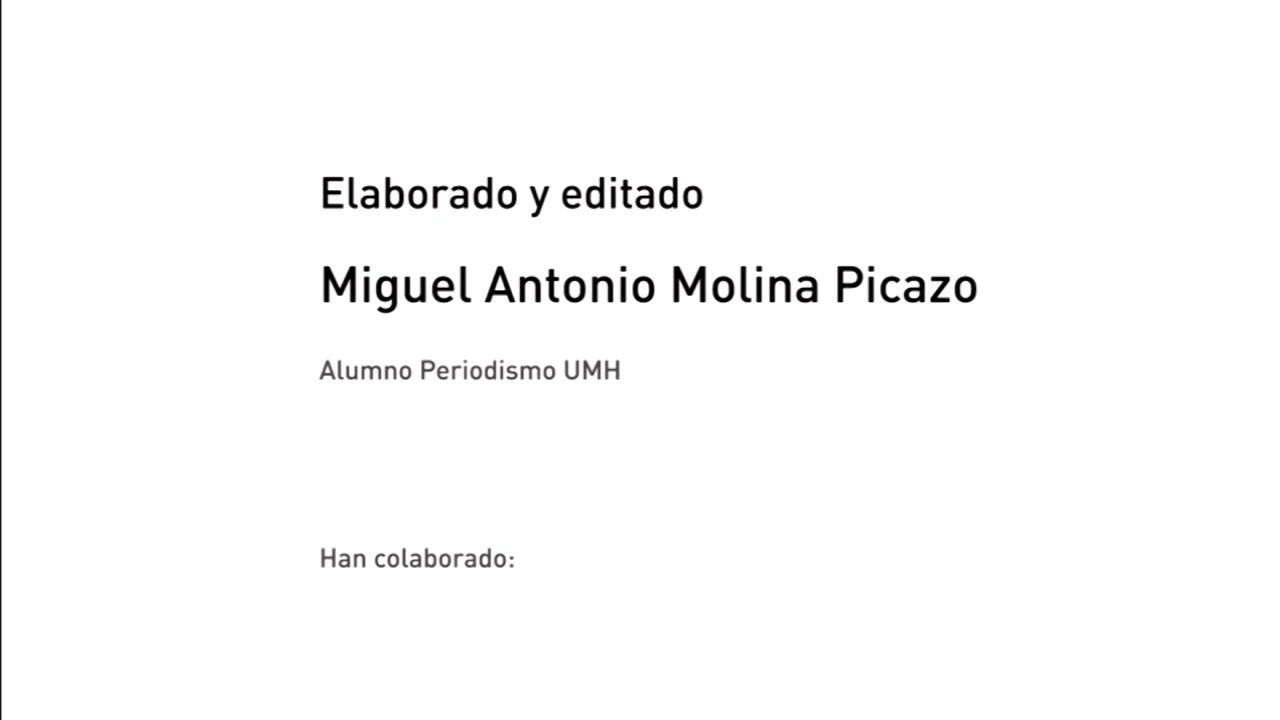 Elaborado y editado
Miguel Antonio Molina Picazo
Alumno Periodismo UMH
Han colaborado: